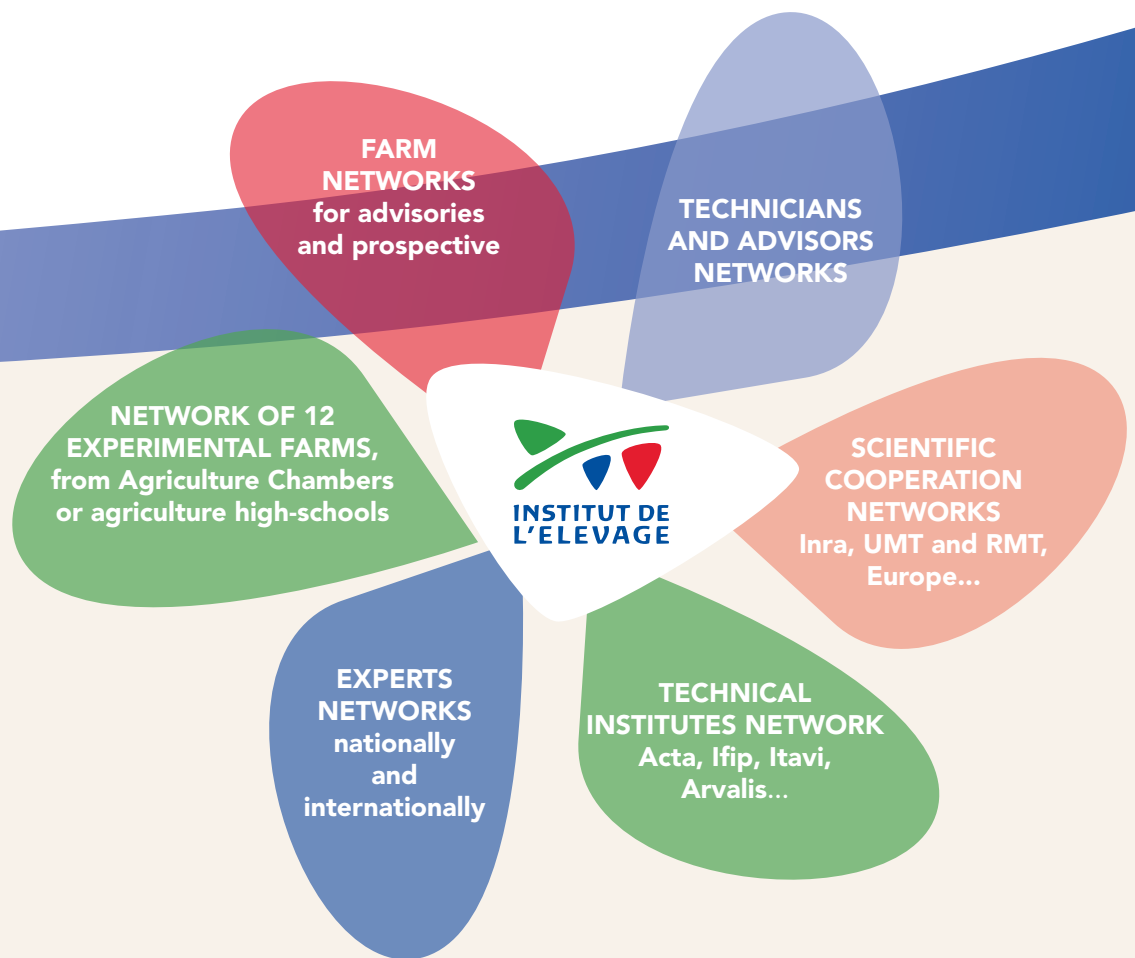 FARM
NETWORKS
for advisories
and prospective
TECHNICIANS
AND ADVISORS
NETWORKS
NETWORK OF 12
EXPERIMENTAL FARMS,
from Agriculture Chambers
or agriculture high-schools
INSTITUT DE
L'ELEVAGE
SCIENTIFIC
COOPERATION
NETWORKS
Inra, UMT and RMT,
Europe...
EXPERTS
NETWORKS
nationally
and
internationally
TECHNICAL
INSTITUTES NETWORK
Acta, Ifip, Itavi,
Arvalis...